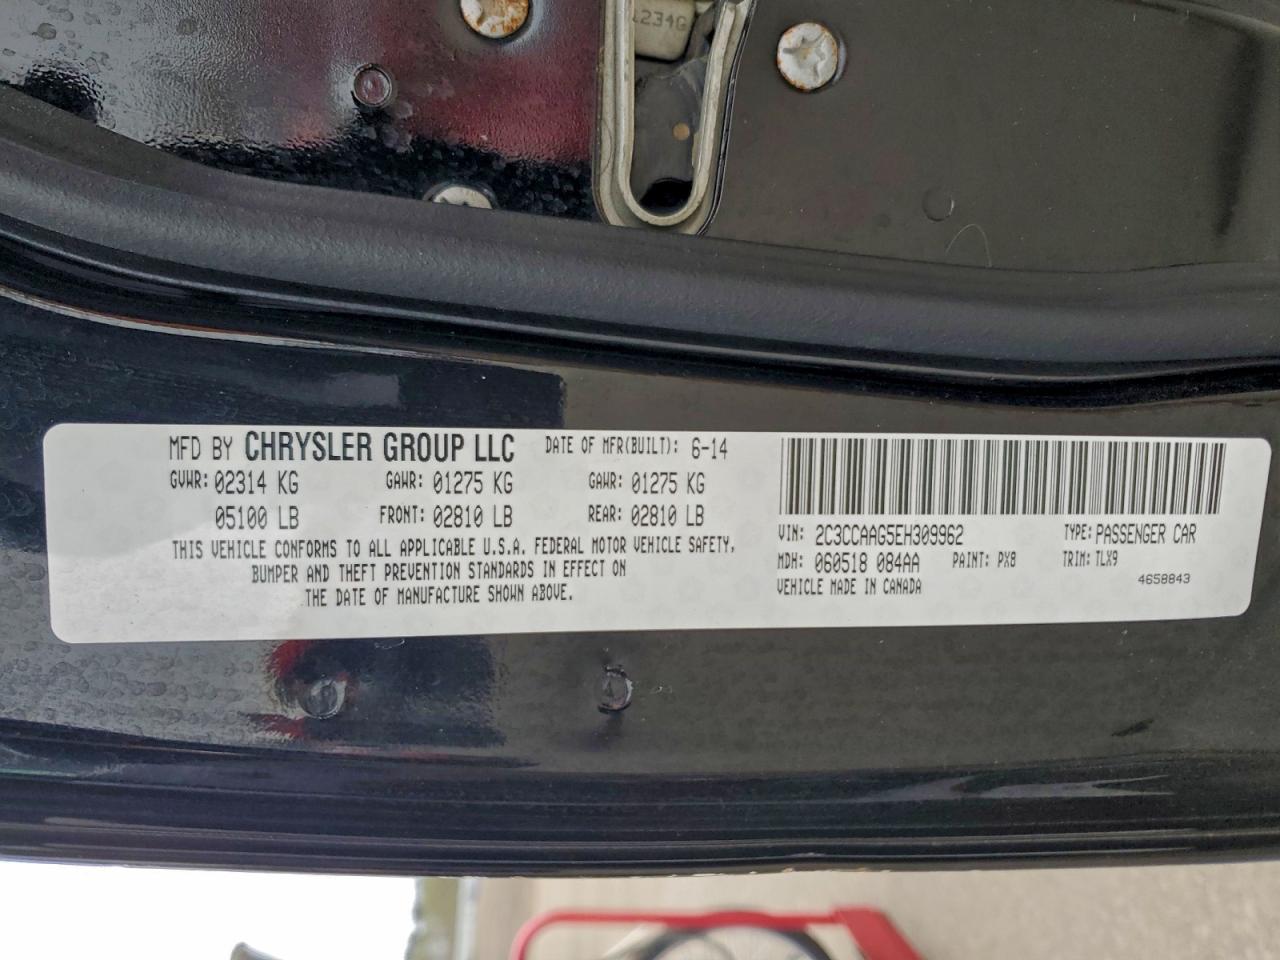 234G
MFD BY CHRYSLER GROUP LLC DATE OF MFR(BUILT): 6-14
GVWR: 02314 KG GAWR: 01275 KG GAWR: 01275 KG
05100 LB FRONT: 02810 LB REAR: 02810 LB
THIS VEHICLE CONFORMS TO ALL APPLICABLE U.S.A. FEDERAL MOTOR VEHICLE SAFETY,
BUMPER AND THEFT PREVENTION STANDARDS IN EFFECT ON
THE DATE OF MANUFACTURE SHOWN ABOVE.
VIN: 2C3CCAAG5EH309962 TYPE: PASSENGER CAR
MDH: 060518 084AA PAINT: PX8 TRIM: TLX9
VEHICLE MADE IN CANADA 4658843